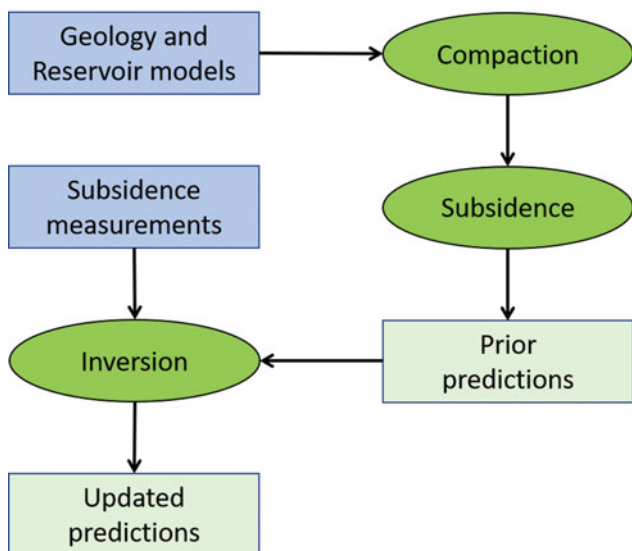 Geology and
Reservoir models
Compaction
Subsidence
measurements
Subsidence
Inversion
Prior
predictions
Updated
predictions